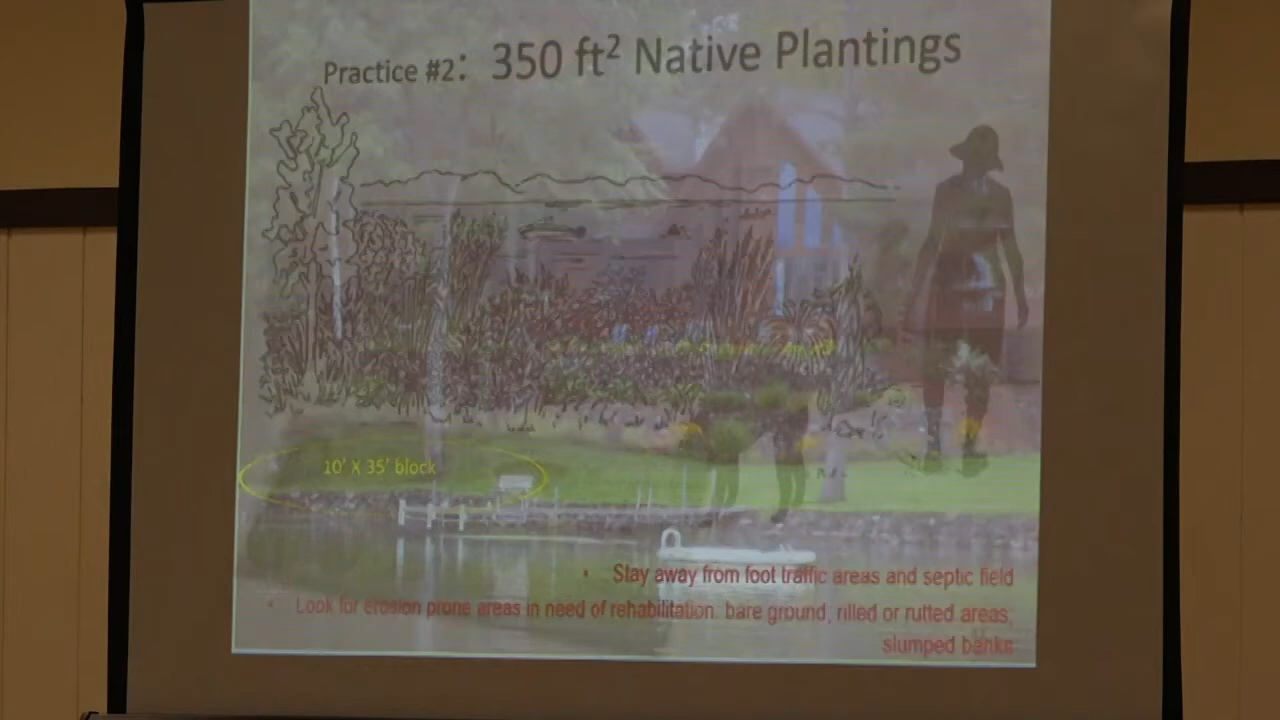 Practice #2: 350 ft² Native Plantings
10' X 35' block
• Stay away from foot traffic areas and septic field
• Look for erosion prone areas in need of rehabilitation: bare ground, rilled or rutted areas,
slumped banks